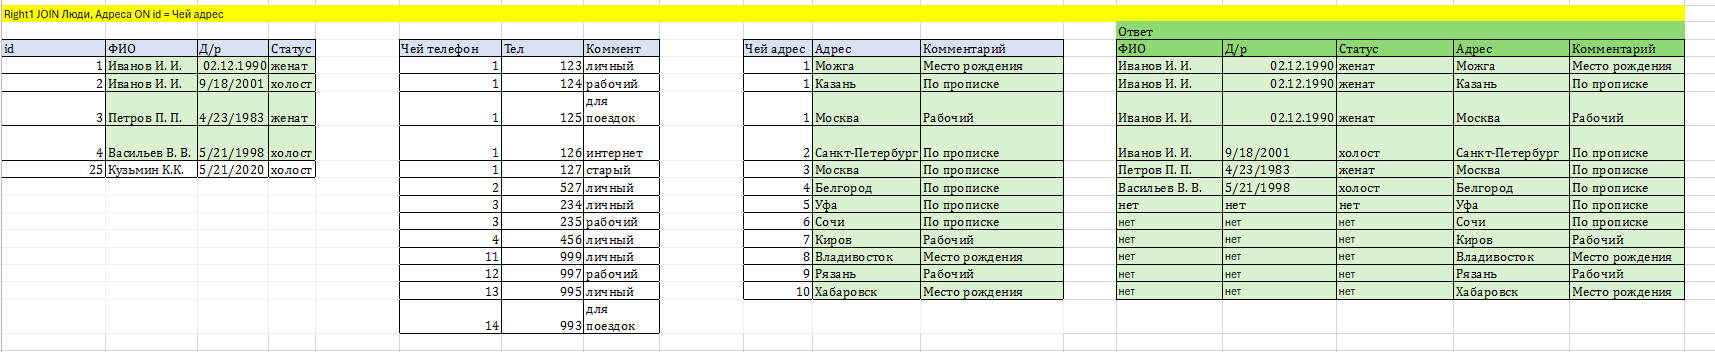 Right1 JOIN Люди, Адреса ON id = Чей адрес
Ответ
id ФИО Д/р Статус Чей телефон Тел Коммент Чей адрес Адрес Комментарий ФИО Д/р Статус Адрес Комментарий
1 Иванов И. И. 02.12.1990 женат 1 123 личный 1 Можга Место рождения Иванов И. И. 02.12.1990 женат Можга Место рождения
2 Иванов И. И. 9/18/2001 холост 1 124 рабочий 1 Казань По прописке Иванов И. И. 02.12.1990 женат Казань По прописке
для
3 Петров П. П. 4/23/1983 женат 1 125 поездок 1 Москва Рабочий Иванов И. И. 02.12.1990 женат Москва Рабочий
4 Васильев В. В. 5/21/1998 холост 1 126 интернет 2 Санкт-Петербург По прописке Иванов И. И. 9/18/2001 холост Санкт-Петербург По прописке
25 Кузьмин К.К. 5/21/2020 холост 1 127 старый 3 Москва По прописке Петров П. П. 4/23/1983 женат Москва По прописке
2 527 личный 4 Белгород По прописке Васильев В. В. 5/21/1998 холост Белгород По прописке
3 234 личный 5 Уфа По прописке нет нет нет Уфа По прописке
3 235 рабочий 6 Сочи По прописке нет нет нет Сочи По прописке
4 456 личный 7 Киров Рабочий нет нет нет Киров Рабочий
11 999 личный 8 Владивосток Место рождения нет нет нет Владивосток Место рождения
12 997 рабочий 9 Рязань Рабочий нет нет нет Рязань Рабочий
13 995 личный 10 Хабаровск Место рождения нет нет нет Хабаровск Место рождения
для
14 993 поездок